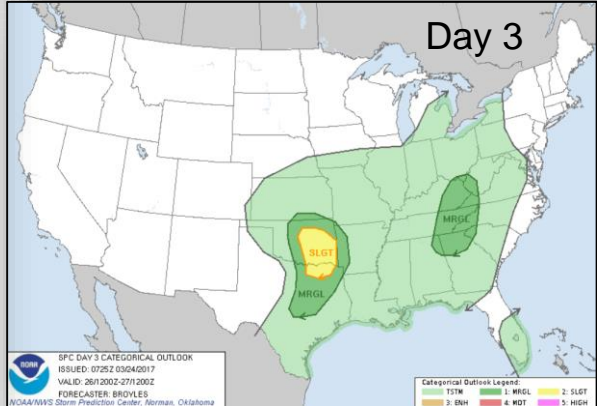 Day 3
MRGL
SLGT
MRGL
NOAA
SPC DAY 3 CATEGORICAL OUTLOOK
ISSUED: 0725Z 03/24/2017
VALID: 26/1200Z-27/1200Z
FORECASTER: BROYLES
NOAA/NWS Storm Prediction Center, Norman, Oklahoma
Categorical Outlook Legend:
TSTM 1: MRGL 2: SLGT
3: ENH 4: MDT 5: HIGH